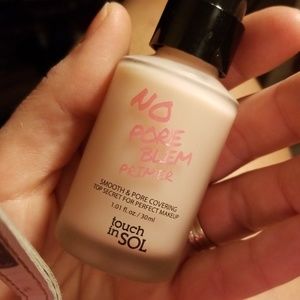 NO
PORE
BLEM
PRIMER
SMOOTH & PORE COVERING
TOP SECRET FOR PERFECT MAKEUP
1.01 fl.oz. / 30ml
touch
in SOL